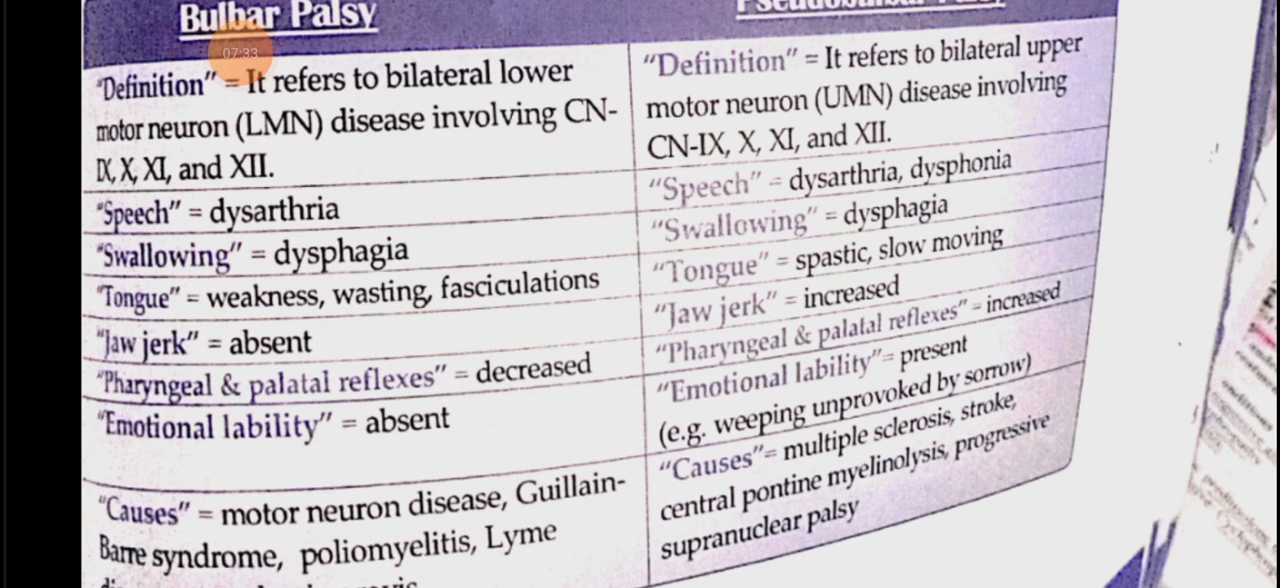 Bulbar Palsy
07:33
"Definition" = It refers to bilateral lower
motor neuron (LMN) disease involving CN-
IX, X, XI, and XII.
"Speech" = dysarthria
"Swallowing" = dysphagia
"Tongue" = weakness, wasting, fasciculations
"Jaw jerk" = absent
"Pharyngeal & palatal reflexes" = decreased
"Emotional lability" = absent
"Causes" = motor neuron disease, Guillain-
Barre syndrome, poliomyelitis, Lyme
Pseudobulbar Palsy
"Definition" = It refers to bilateral upper
motor neuron (UMN) disease involving
CN-IX, X, XI, and XII.
"Speech" = dysarthria, dysphonia
"Swallowing" = dysphagia
"Tongue" = spastic, slow moving
"Jaw jerk" = increased
"Pharyngeal & palatal reflexes" = increased
"Emotional lability" = present
(e.g. weeping unprovoked by sorrow)
"Causes" = multiple sclerosis, stroke,
central pontine myelinolysis, progressive
supranuclear palsy